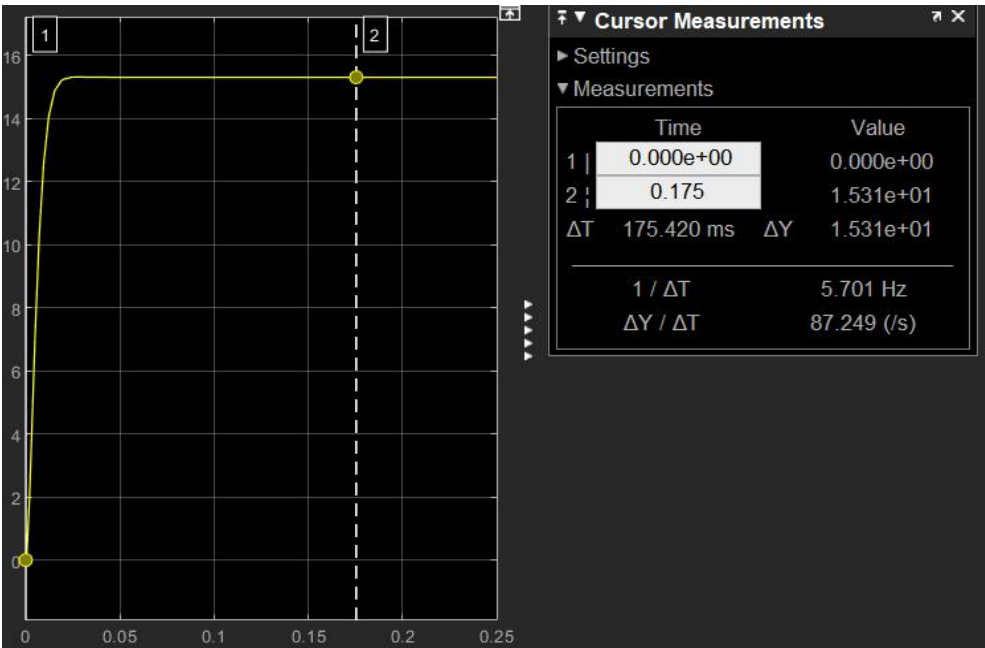 1
2
16
14
12
10
8
6
4
2
0
0 0.05 0.1 0.15 0.2 0.25
Cursor Measurements
Settings
Measurements
Time Value
1 | 0.000e+00 0.000e+00
2 ¦ 0.175 1.531e+01
ΔT 175.420 ms ΔY 1.531e+01
1 / ΔT 5.701 Hz
ΔY / ΔT 87.249 (/s)